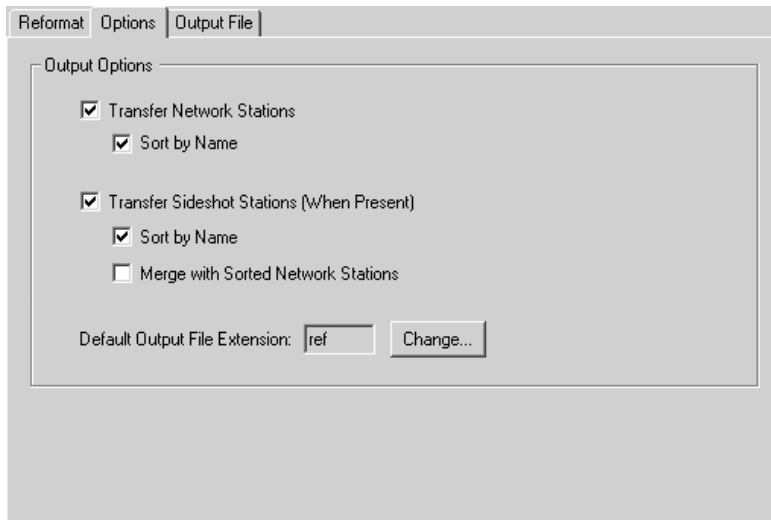 Reformat Options Output File
Output Options
Transfer Network Stations
Sort by Name
Transfer Sideshot Stations (When Present)
Sort by Name
Merge with Sorted Network Stations
Default Output File Extension: ref Change...